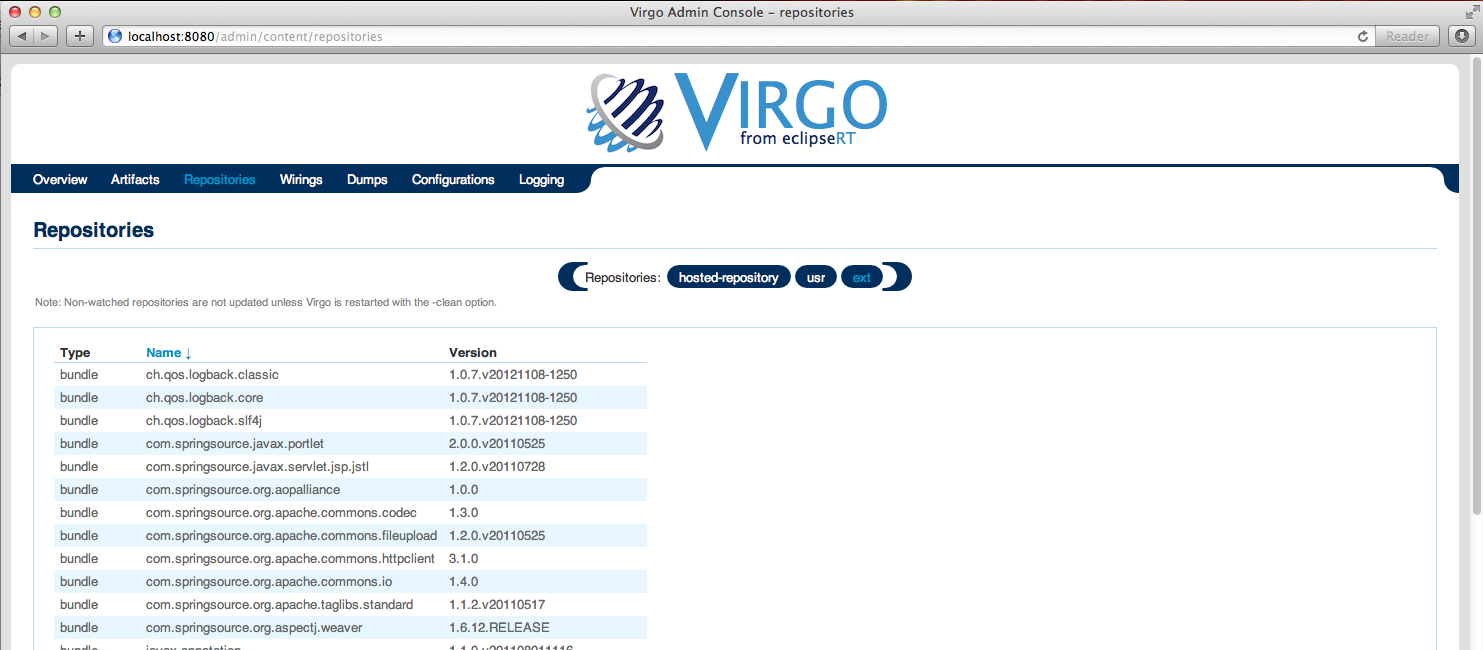 Virgo Admin Console – repositories
localhost:8080/admin/content/repositories
Reader
VIRGO
from eclipseRT
Overview Artifacts Repositories Wirings Dumps Configurations Logging
Repositories
Repositories: hosted-repository usr ext
Note: Non-watched repositories are not updated unless Virgo is restarted with the -clean option.
Type Name ↓ Version
bundle ch.qos.logback.classic 1.0.7.v20121108-1250
bundle ch.qos.logback.core 1.0.7.v20121108-1250
bundle ch.qos.logback.slf4j 1.0.7.v20121108-1250
bundle com.springsource.javax.portlet 2.0.0.v20110525
bundle com.springsource.javax.servlet.jsp.jstl 1.2.0.v20110728
bundle com.springsource.org.aopalliance 1.0.0
bundle com.springsource.org.apache.commons.codec 1.3.0
bundle com.springsource.org.apache.commons.fileupload 1.2.0.v20110525
bundle com.springsource.org.apache.commons.httpclient 3.1.0
bundle com.springsource.org.apache.commons.io 1.4.0
bundle com.springsource.org.apache.taglibs.standard 1.1.2.v20110517
bundle com.springsource.org.aspectj.weaver 1.6.12.RELEASE
bundle javax.annotation 1.1.0.v201108011116